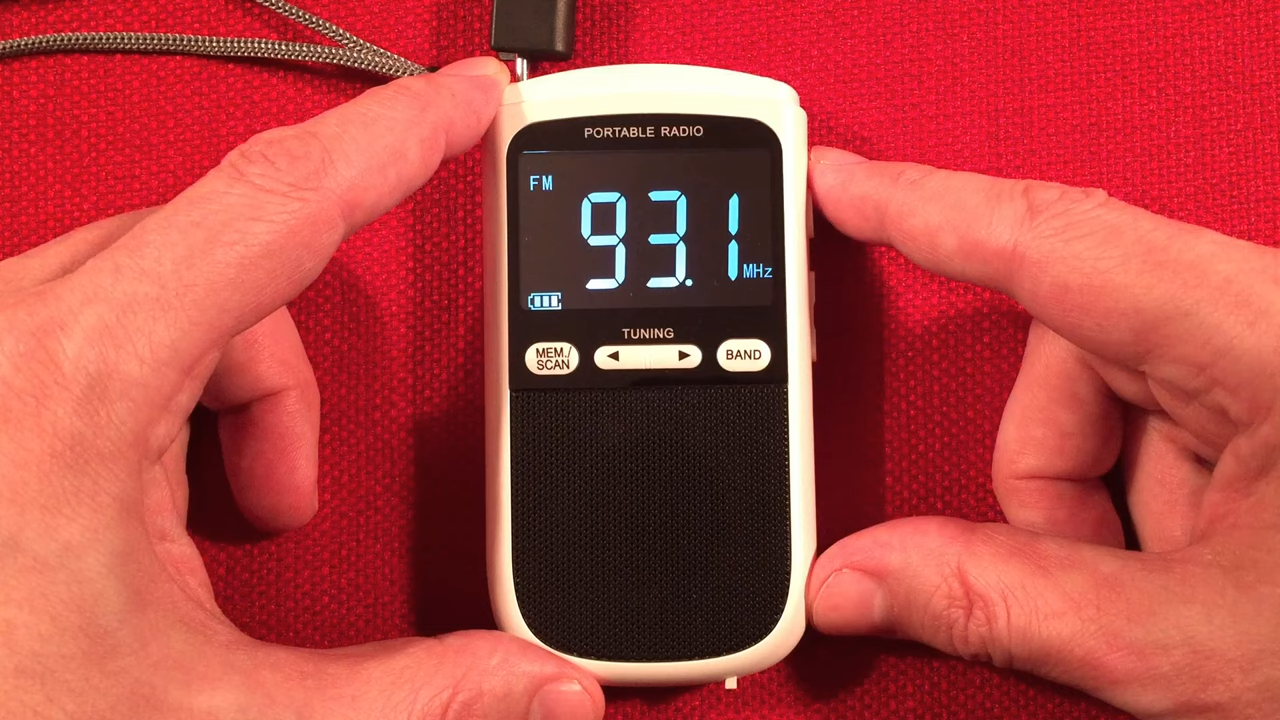 PORTABLE RADIO
FM
93.1 MHz
TUNING
MEM./
SCAN
◀ ▶
BAND